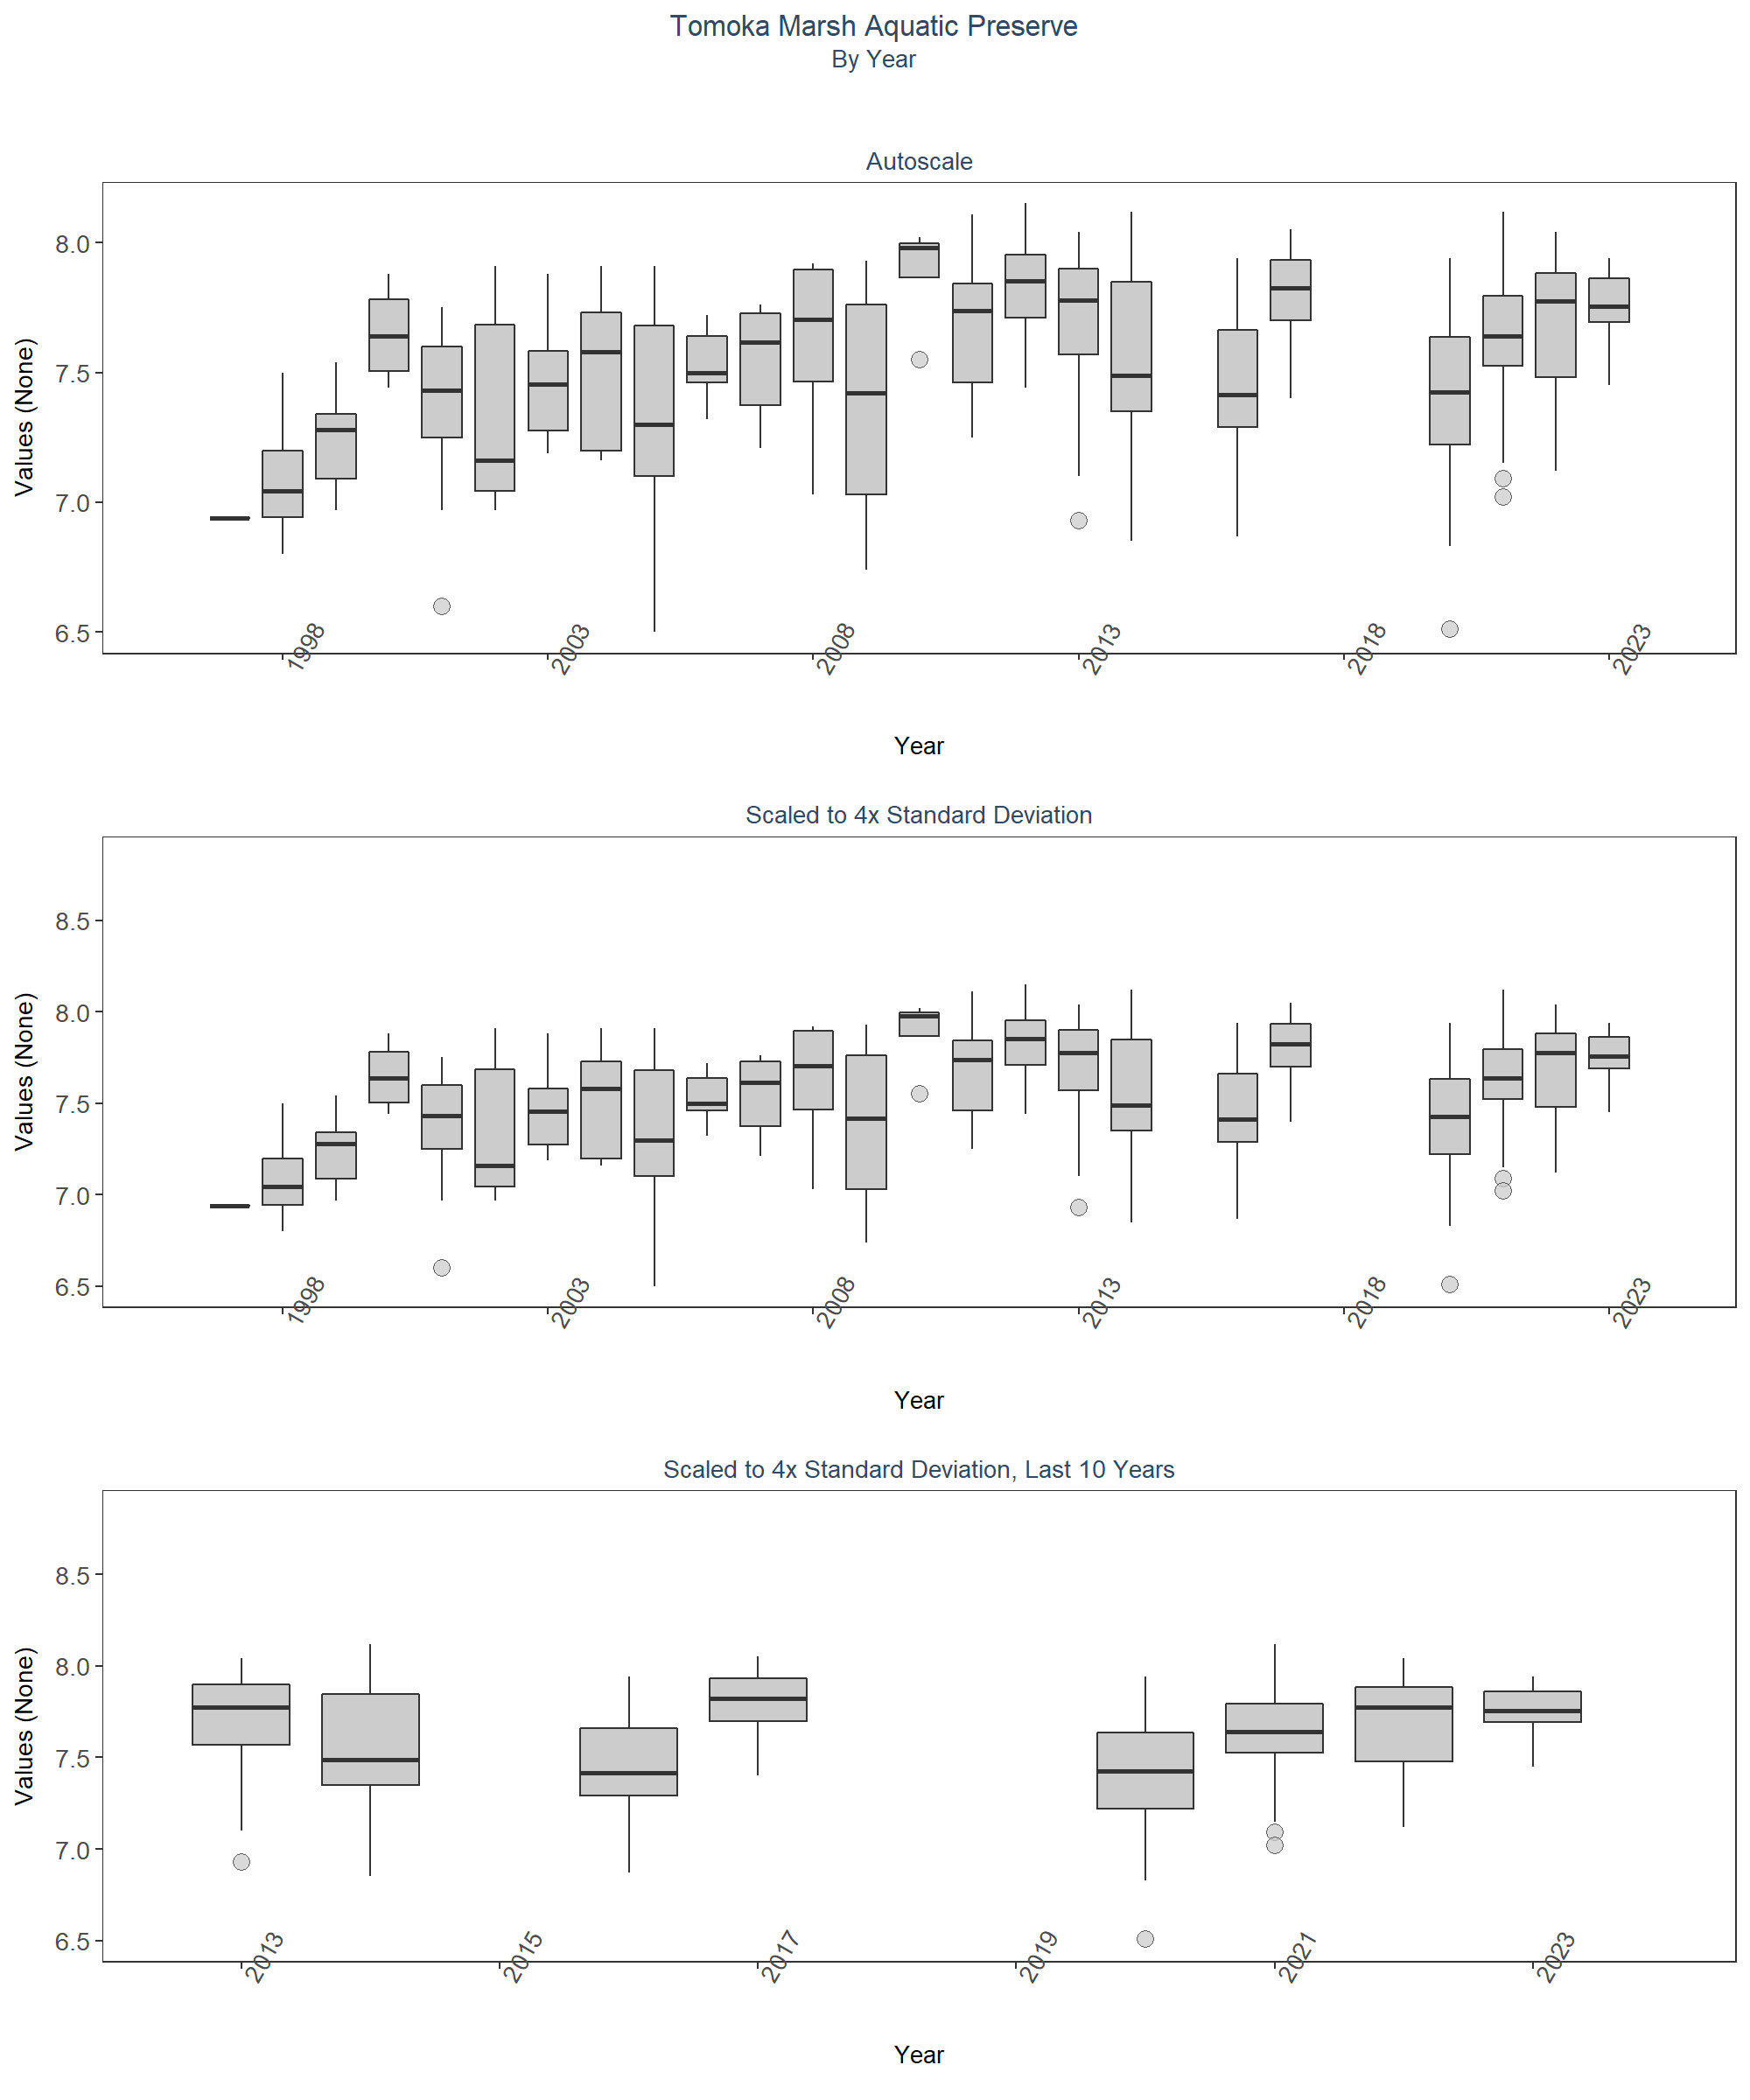 Tomoka Marsh Aquatic Preserve
By Year
Autoscale
Values (None)
8.0
7.5
7.0
6.5
1998 2003 2008 2013 2018 2023
Year
Scaled to 4x Standard Deviation
Values (None)
8.5
8.0
7.5
7.0
6.5
1998 2003 2008 2013 2018 2023
Year
Scaled to 4x Standard Deviation, Last 10 Years
Values (None)
8.5
8.0
7.5
7.0
6.5
2013 2015 2017 2019 2021 2023
Year